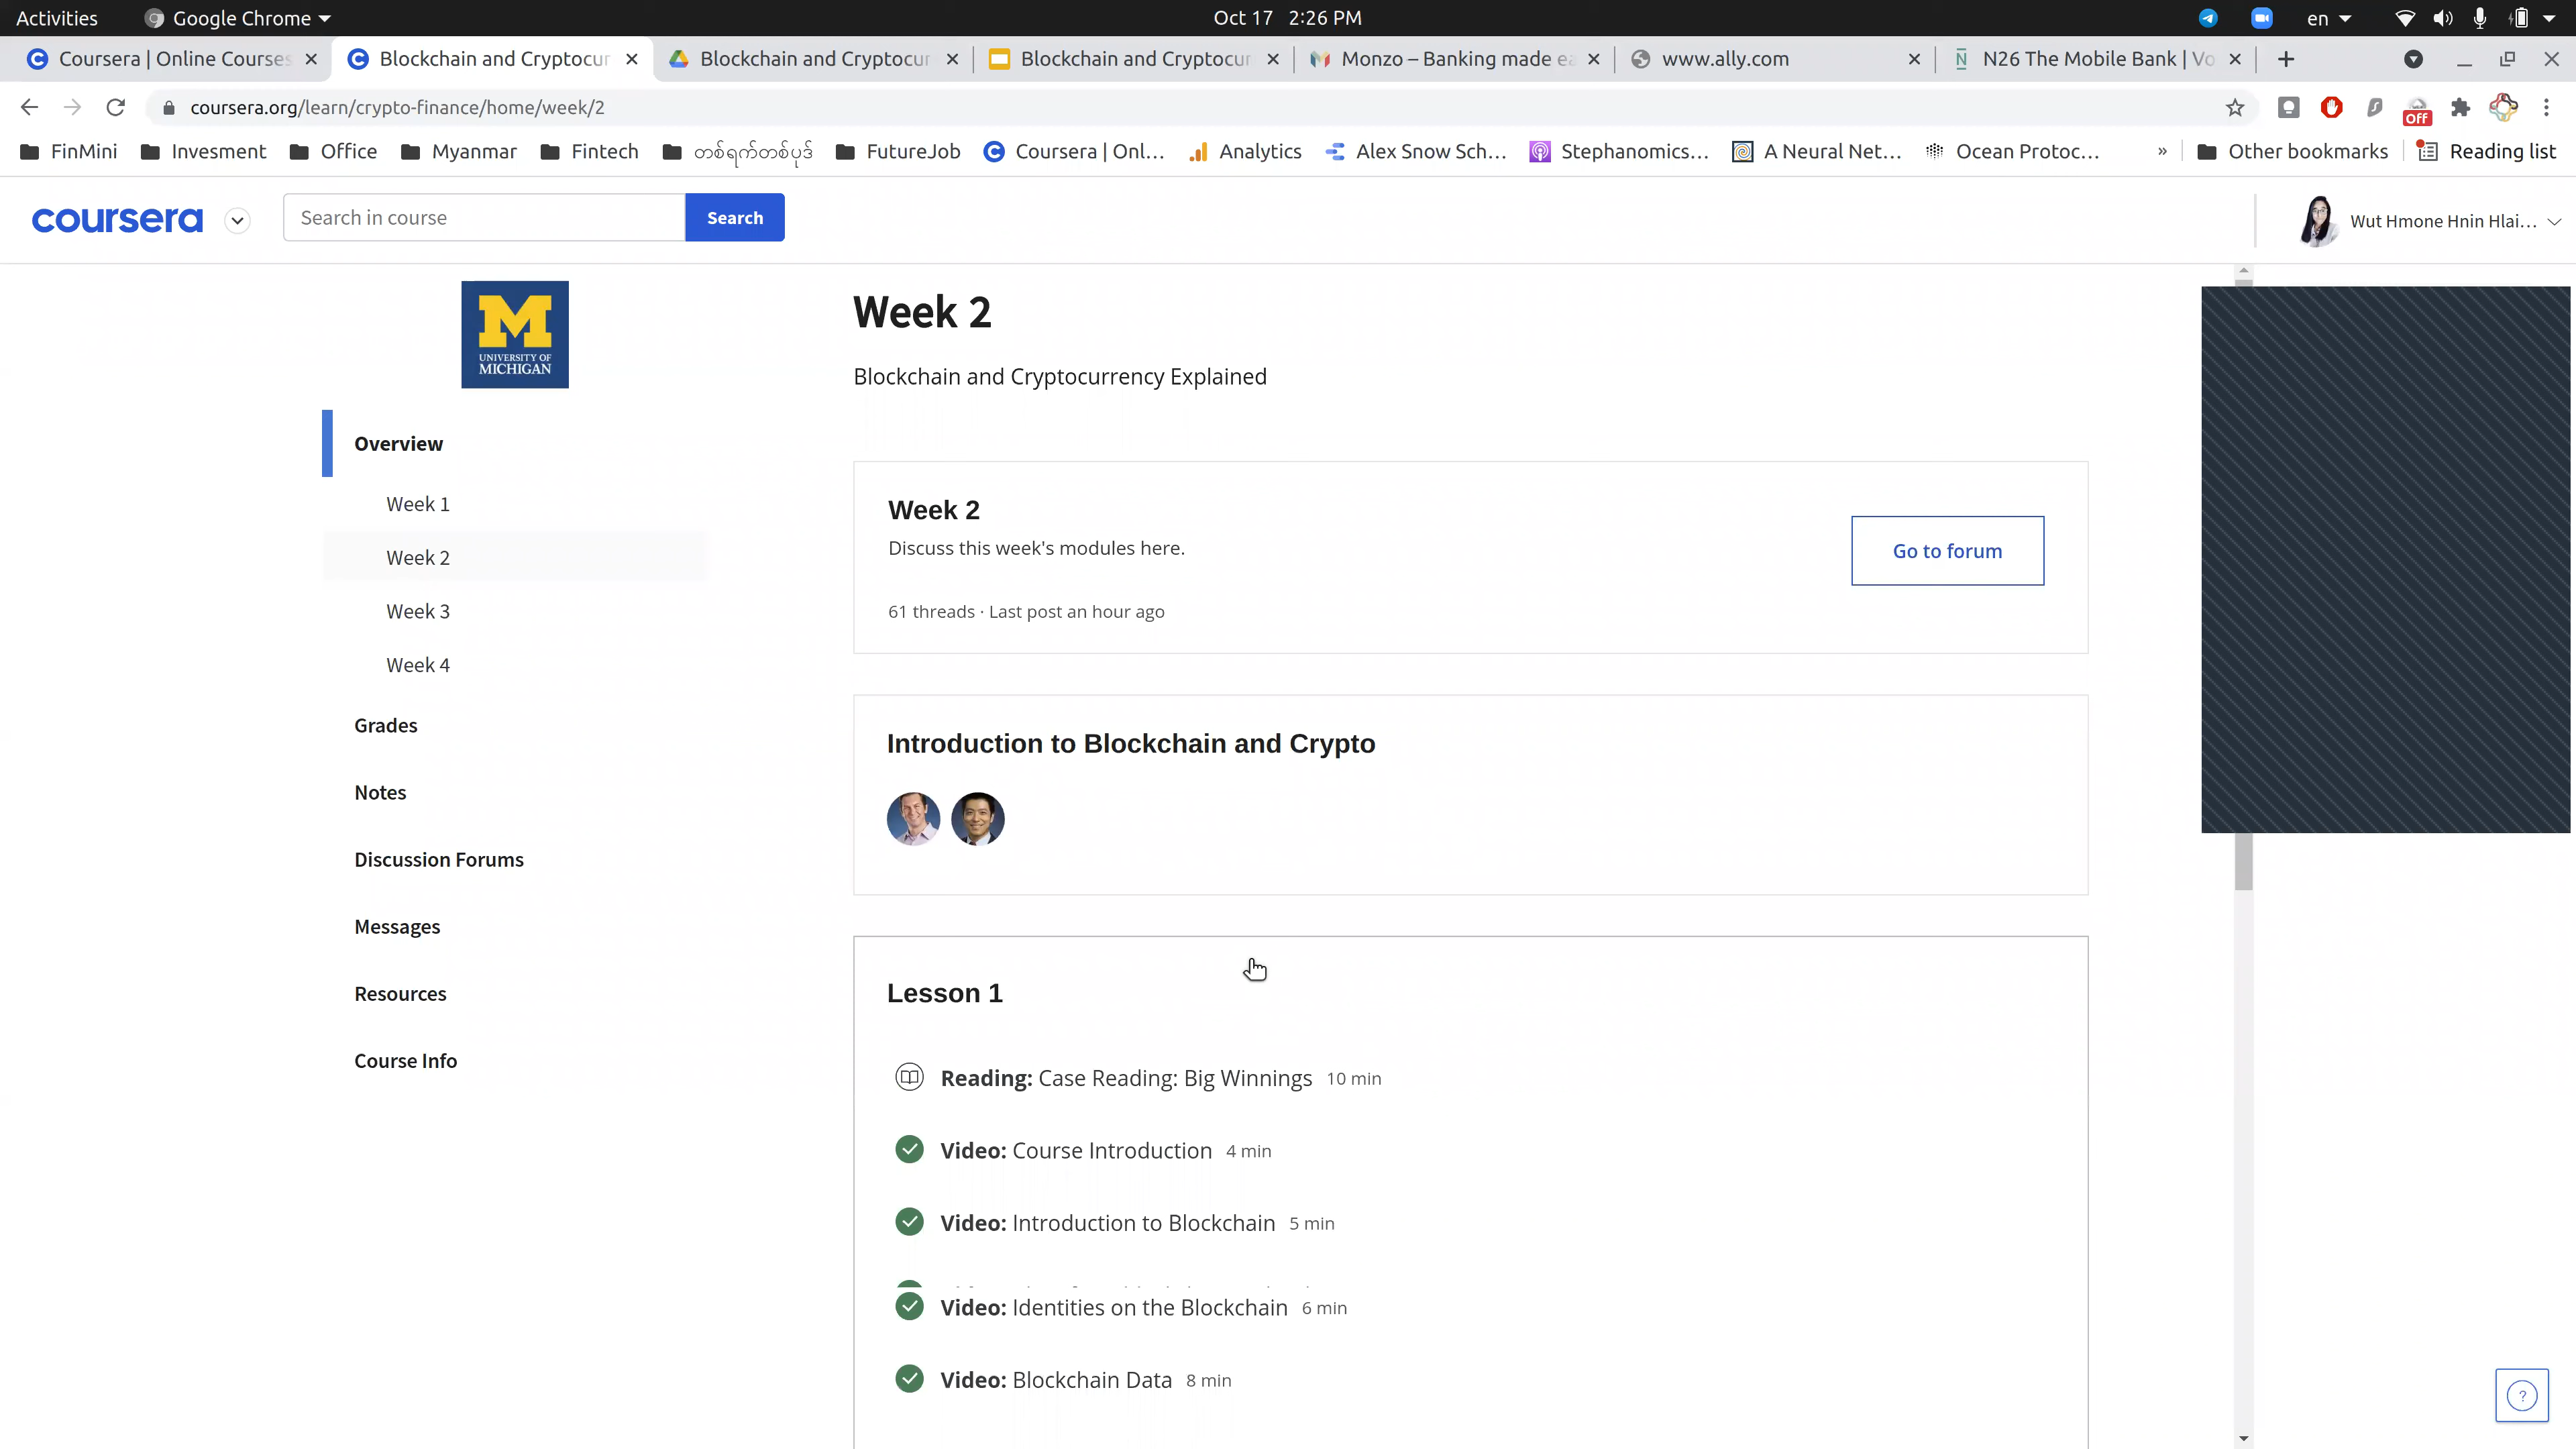 Activities Google Chrome Oct 17 2:26 PM en
Coursera | Online Courses Blockchain and Cryptocur Blockchain and Cryptocur Blockchain and Cryptocur Monzo – Banking made ea www.ally.com N26 The Mobile Bank | Vo
coursera.org/learn/crypto-finance/home/week/2 Off
FinMini Invesment Office Myanmar Fintech တစ်ရက်တစ်ပုဒ် FutureJob Coursera | Onl... Analytics Alex Snow Sch... Stephanomics... A Neural Net... Ocean Protoc... » Other bookmarks Reading list
coursera Search in course Search Wut Hmone Hnin Hlai...
M
UNIVERSITY OF
MICHIGAN
Overview
Week 1
Week 2
Week 3
Week 4
Grades
Notes
Discussion Forums
Messages
Resources
Course Info
Week 2
Blockchain and Cryptocurrency Explained
Week 2
Discuss this week's modules here.
61 threads · Last post an hour ago
Go to forum
Introduction to Blockchain and Crypto
Lesson 1
Reading: Case Reading: Big Winnings 10 min
Video: Course Introduction 4 min
Video: Introduction to Blockchain 5 min
Video: Identities on the Blockchain 6 min
Video: Blockchain Data 8 min
?